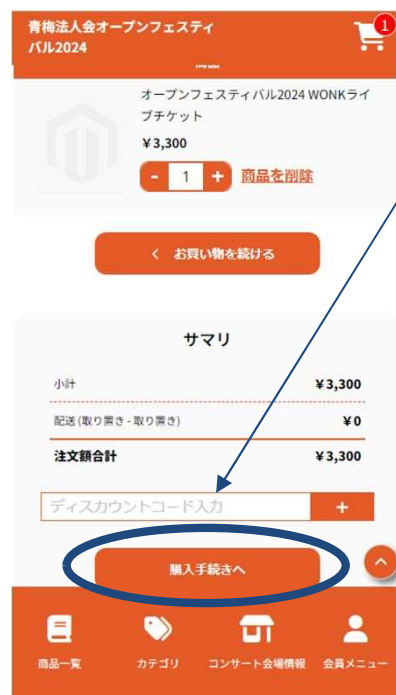 青梅法人会オープンフェスティ
バル2024
1
オープンフェスティバル2024 WONKライ
ブチケット
¥3,300
- 1 + 商品を削除
< お買い物を続ける
サマリ
小計 ¥3,300
配送 (取り置き - 取り置き) ¥0
注文額合計 ¥3,300
ディスカウントコード入力 +
購入手続きへ
商品一覧 カテゴリ コンサート会場情報 会員メニュー